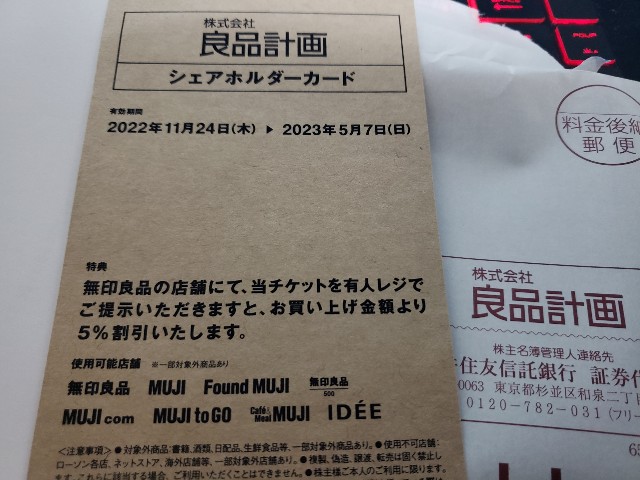 株式会社
良品計画
シェアホルダーカード
有効期間
2022年11月24日(木) ▶ 2023年5月7日(日)
特典
無印良品の店舗にて、当チケットを有人レジで
ご提示いただきますと、お買い上げ金額より
5%割引いたします。
使用可能店舗 ※一部対象外商品あり
無印良品 MUJI Found MUJI 無印良品 500
MUJI com MUJI to GO Café & Meal MUJI IDÉE
<注意事項> ●対象外商品:書籍、酒類、日配品、生鮮食品等、一部対象外商品あり。●使用不可店舗:
ローソン各店、ネットストア、海外店舗等、一部対象外店舗あり。●複製、偽造、譲渡、転売は固く禁止し
ます。これらに該当する場合、ご利用いただくことはできません。●株主様ご本人のご利用に限ります。
料金後納
郵便
株式会社
良品計画
株主名簿管理人連絡先
住友信託銀行 証券代
0063 東京都杉並区和泉二丁
0120-782-031(フリー